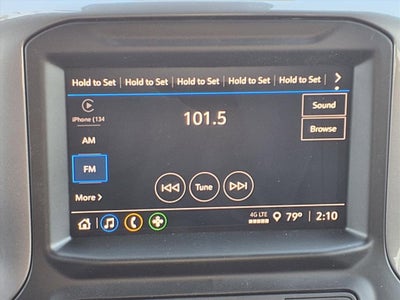 Hold to Set Hold to Set Hold to Set Hold to Set Hold to Set
iPhone (134
101.5
Sound
AM
Browse
FM
Tune
More
4G LTE
79° 2:10